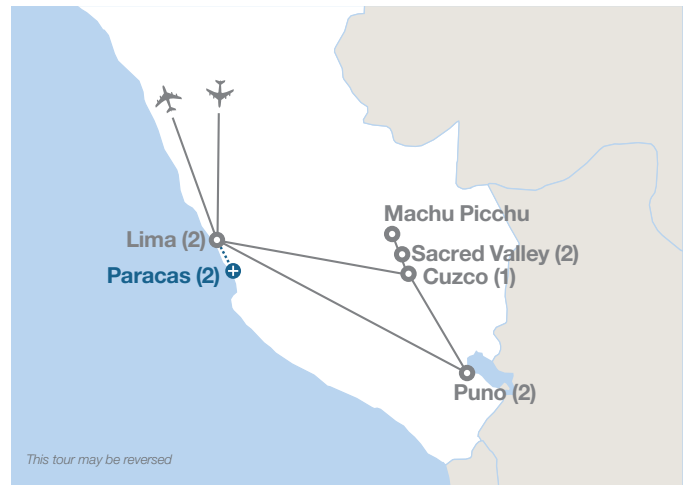 Machu Picchu
Lima (2)
Sacred Valley (2)
Paracas (2)
Cuzco (1)
Puno (2)
This tour may be reversed